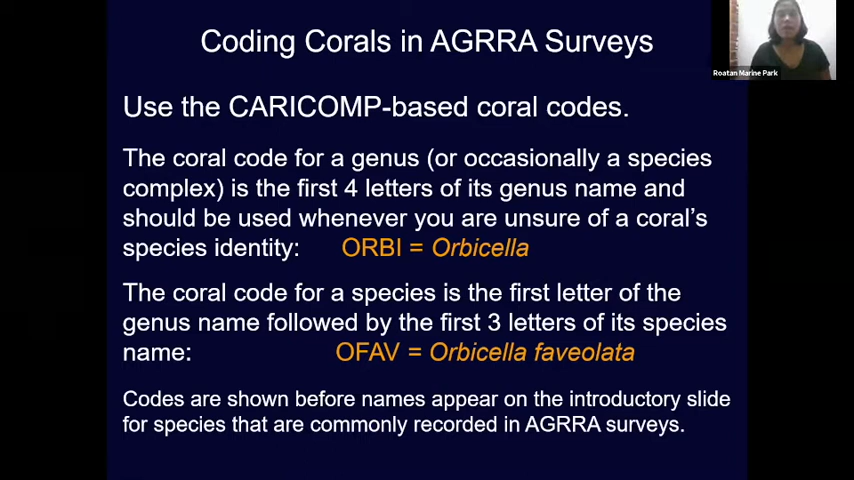 Coding Corals in AGRRA Surveys
Roatan Marine Park
Use the CARICOMP-based coral codes.
The coral code for a genus (or occasionally a species
complex) is the first 4 letters of its genus name and
should be used whenever you are unsure of a coral's
species identity: ORBI = Orbicella
The coral code for a species is the first letter of the
genus name followed by the first 3 letters of its species
name: OFAV = Orbicella faveolata
Codes are shown before names appear on the introductory slide
for species that are commonly recorded in AGRRA surveys.